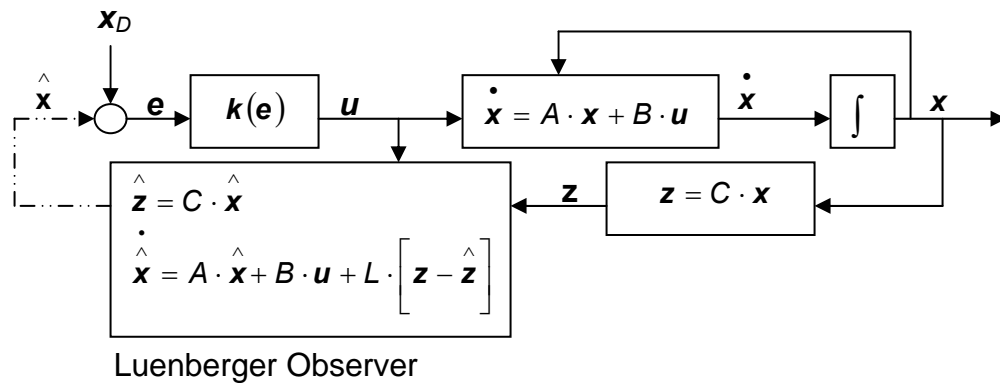 x_D
x̂ e k(e) u ẋ = A · x + B · u ẋ ∫ x
ẑ = C · x̂
z z = C · x
x̂̇ = A · x̂ + B · u + L · [z − ẑ]
Luenberger Observer